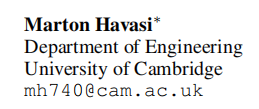 Marton Havasi*
Department of Engineering
University of Cambridge
mh740@cam.ac.uk